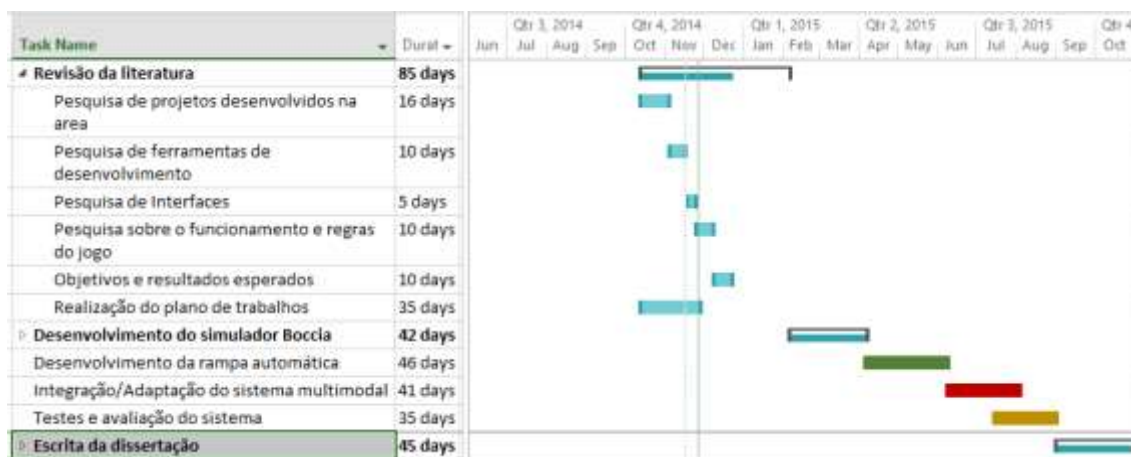 Qtr 3, 2014 Qtr 4, 2014 Qtr 1, 2015 Qtr 2, 2015 Qtr 3, 2015 Qtr 4
Task Name Durat Jun Jul Aug Sep Oct Nov Dec Jan Feb Mar Apr May Jun Jul Aug Sep Oct
Revisão da literatura 85 days
Pesquisa de projetos desenvolvidos na 16 days
area
Pesquisa de ferramentas de 10 days
desenvolvimento
Pesquisa de Interfaces 5 days
Pesquisa sobre o funcionamento e regras 10 days
do jogo
Objetivos e resultados esperados 10 days
Realização do plano de trabalhos 35 days
Desenvolvimento do simulador Boccia 42 days
Desenvolvimento da rampa automática 46 days
Integração/Adaptação do sistema multimodal 41 days
Testes e avaliação do sistema 35 days
Escrita da dissertação 45 days